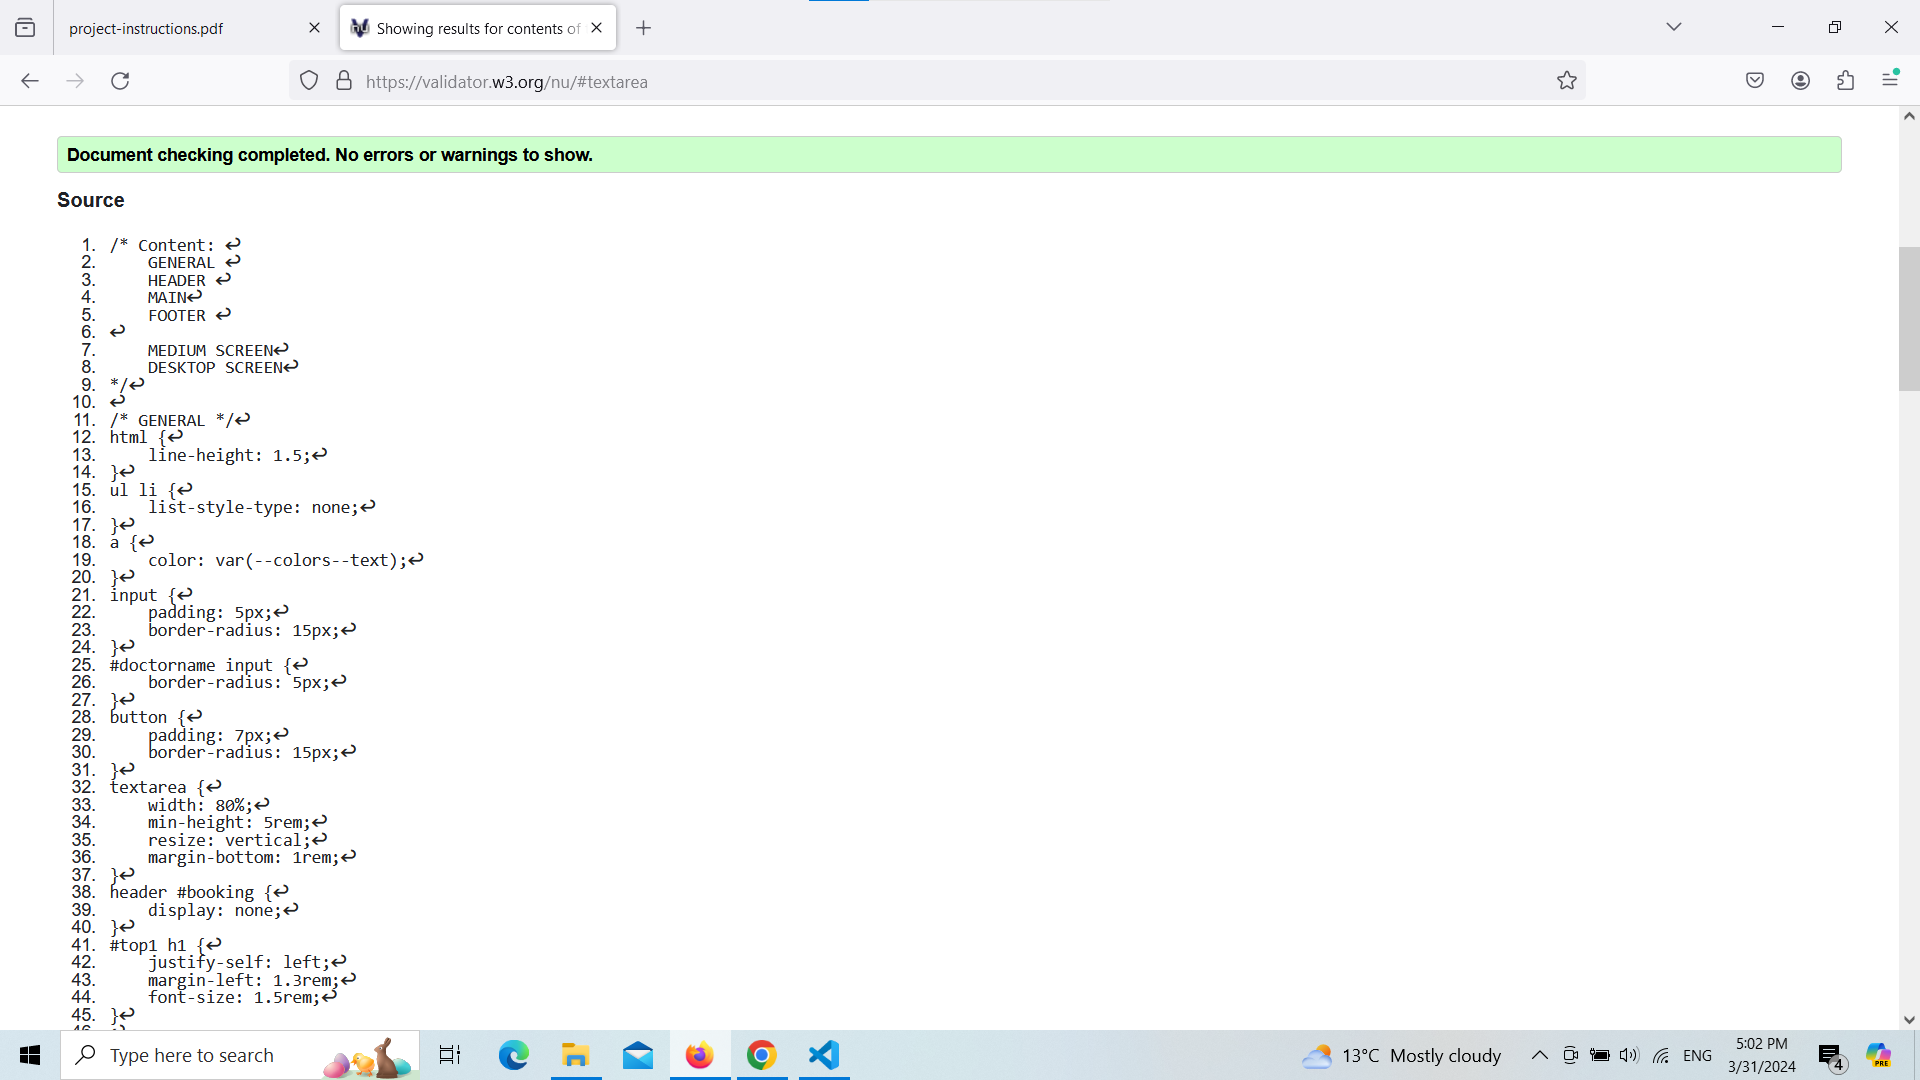 project-instructions.pdf
Showing results for contents of
https://validator.w3.org/nu/#textarea
Document checking completed. No errors or warnings to show.
Source
1. /* Content: ↩
2. GENERAL ↩
3. HEADER ↩
4. MAIN↩
5. FOOTER ↩
6. ↩
7. MEDIUM SCREEN↩
8. DESKTOP SCREEN↩
9. */↩
10. ↩
11. /* GENERAL */↩
12. html {↩
13. line-height: 1.5;↩
14. }↩
15. ul li {↩
16. list-style-type: none;↩
17. }↩
18. a {↩
19. color: var(--colors--text);↩
20. }↩
21. input {↩
22. padding: 5px;↩
23. border-radius: 15px;↩
24. }↩
25. #doctorname input {↩
26. border-radius: 5px;↩
27. }↩
28. button {↩
29. padding: 7px;↩
30. border-radius: 15px;↩
31. }↩
32. textarea {↩
33. width: 80%;↩
34. min-height: 5rem;↩
35. resize: vertical;↩
36. margin-bottom: 1rem;↩
37. }↩
38. header #booking {↩
39. display: none;↩
40. }↩
41. #top1 h1 {↩
42. justify-self: left;↩
43. margin-left: 1.3rem;↩
44. font-size: 1.5rem;↩
45. }↩
Type here to search
13°C Mostly cloudy
ENG
5:02 PM
3/31/2024
4
PRE